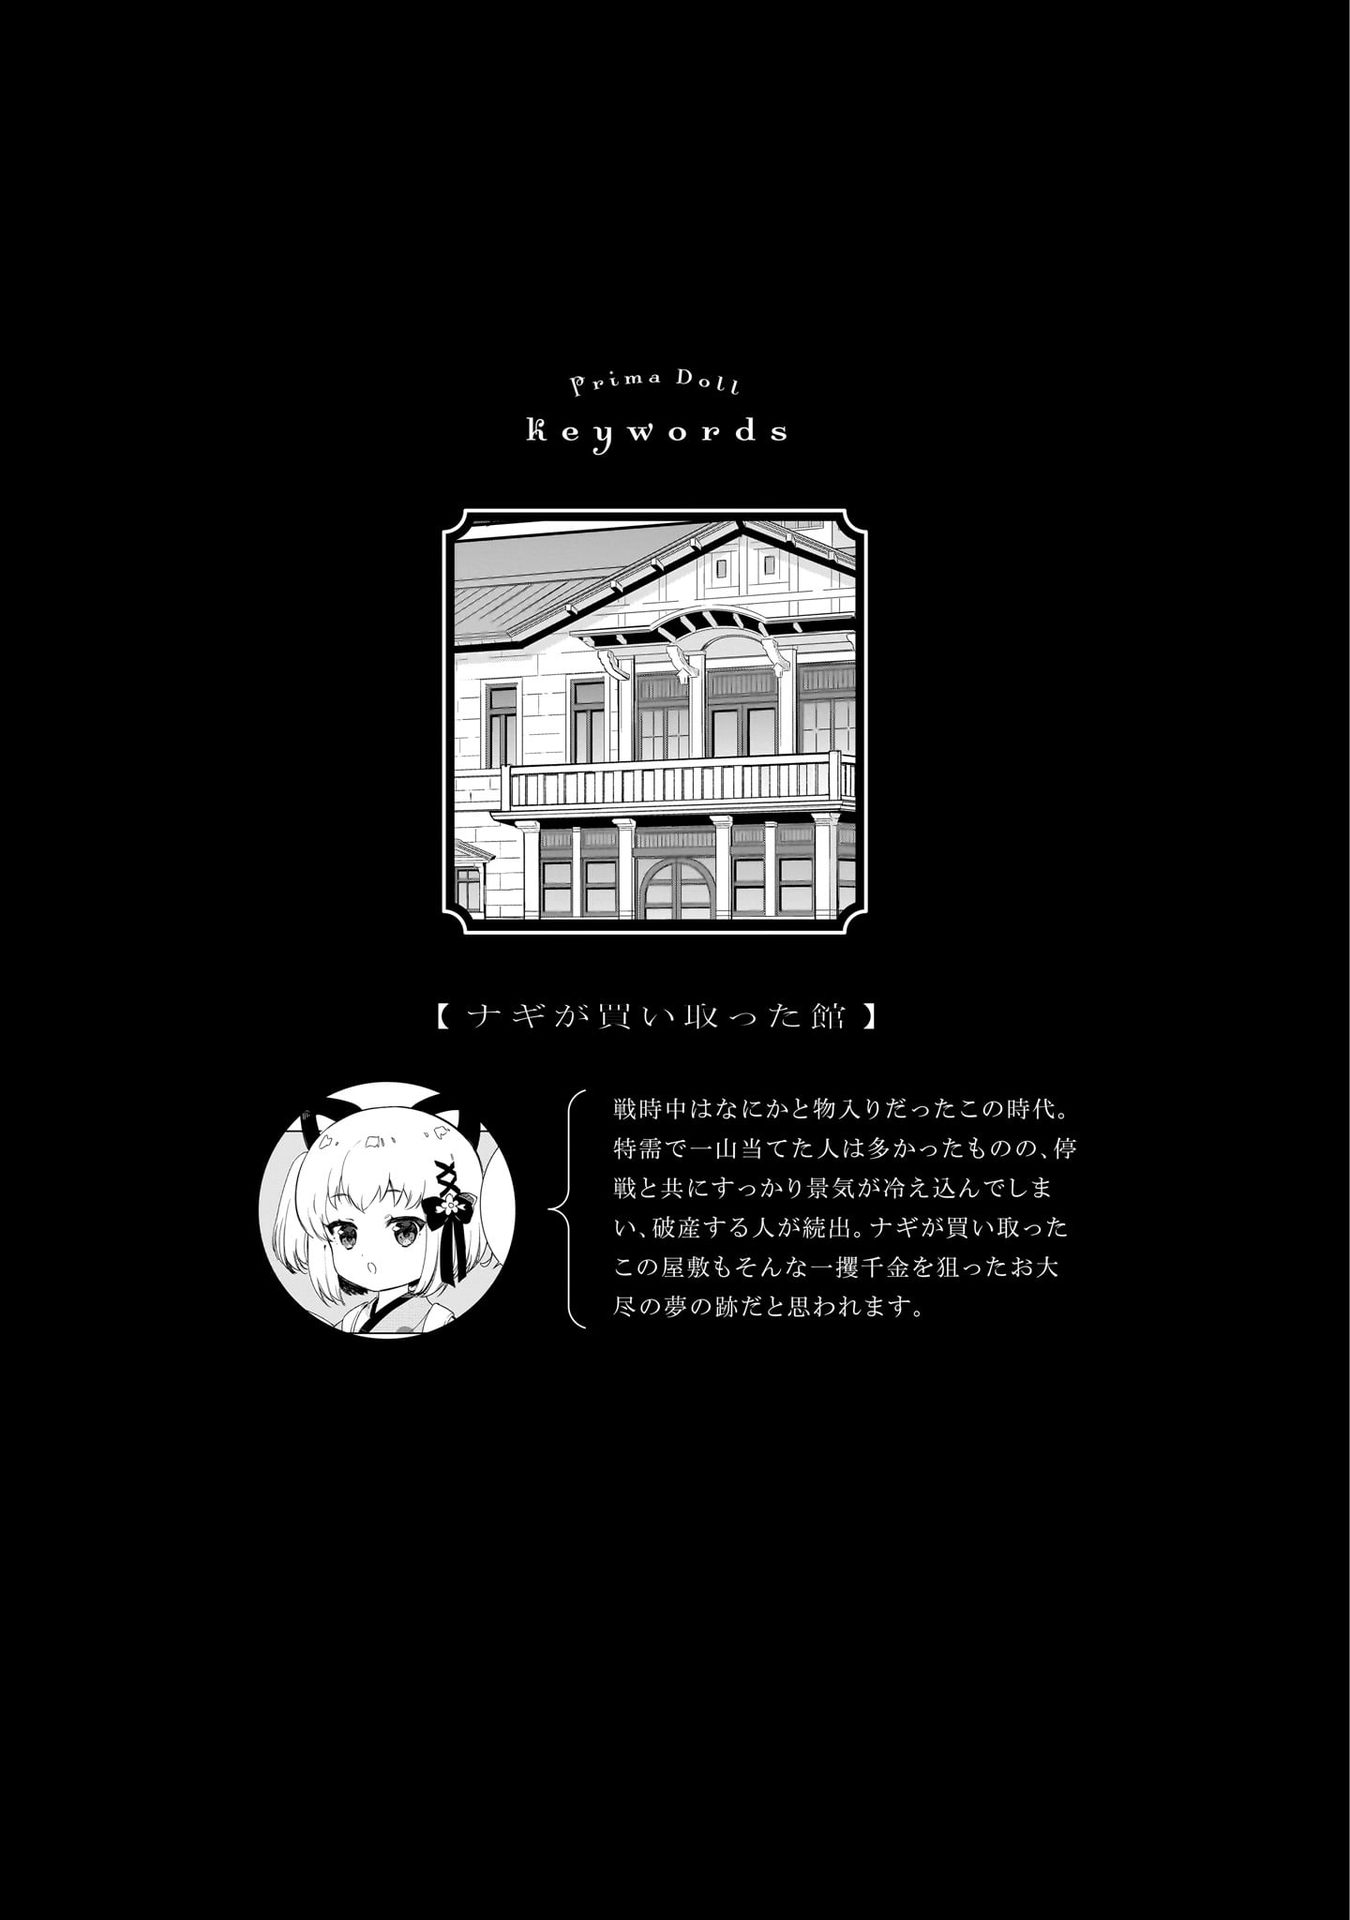 Prima Doll
keywords
【ナギが買い取った館】
戦時中はなにかと物入りだったこの時代。
特需で一山当てた人は多かったものの、停
戦と共にすっかり景気が冷え込んでしま
い、破産する人が続出。ナギが買い取った
この屋敷もそんな一攫千金を狙ったお大
尽の夢の跡だと思われます。